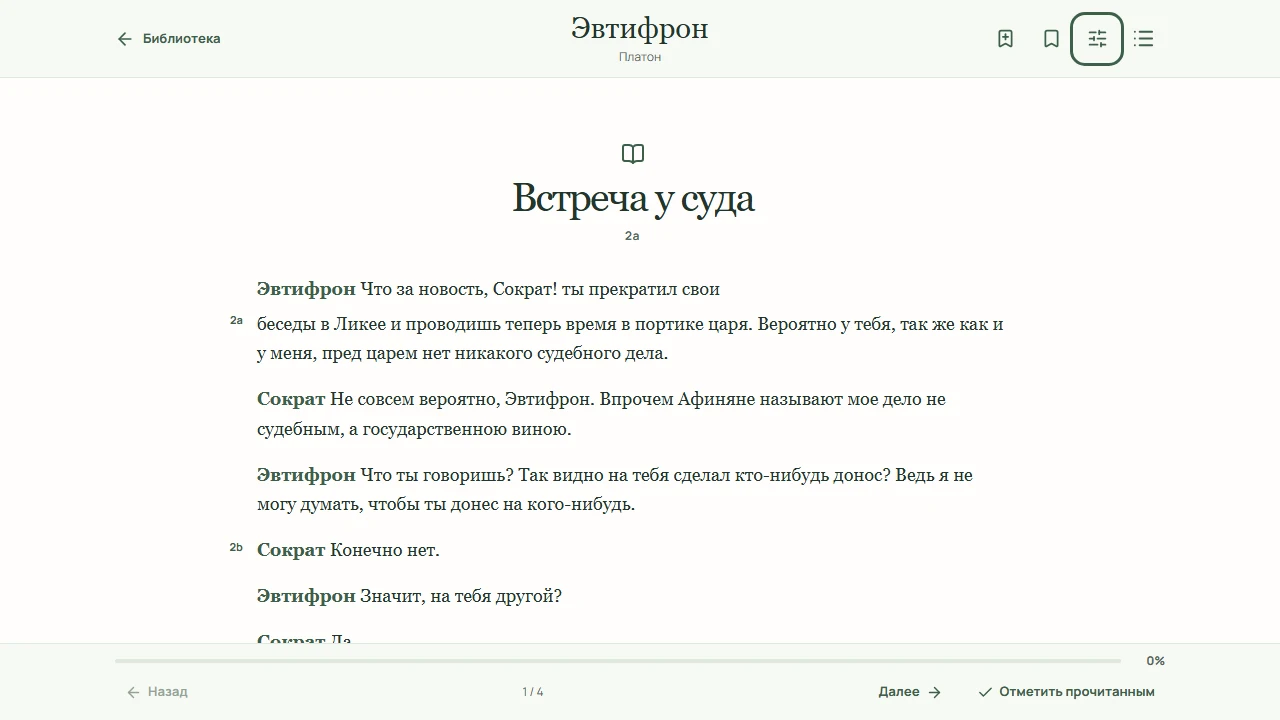 Библиотека
Эвтифрон
Платон
Встреча у суда
2a
Эвтифрон Что за новость, Сократ! ты прекратил свои
2a беседы в Ликее и проводишь теперь время в портике царя. Вероятно у тебя, так же как и
у меня, пред царем нет никакого судебного дела.
Сократ Не совсем вероятно, Эвтифрон. Впрочем Афиняне называют мое дело не
судебным, а государственною виною.
Эвтифрон Что ты говоришь? Так видно на тебя сделал кто-нибудь донос? Ведь я не
могу думать, чтобы ты донес на кого-нибудь.
2b Сократ Конечно нет.
Эвтифрон Значит, на тебя другой?
Сократ Да
0%
Назад
1 / 4
Далее
Отметить прочитанным